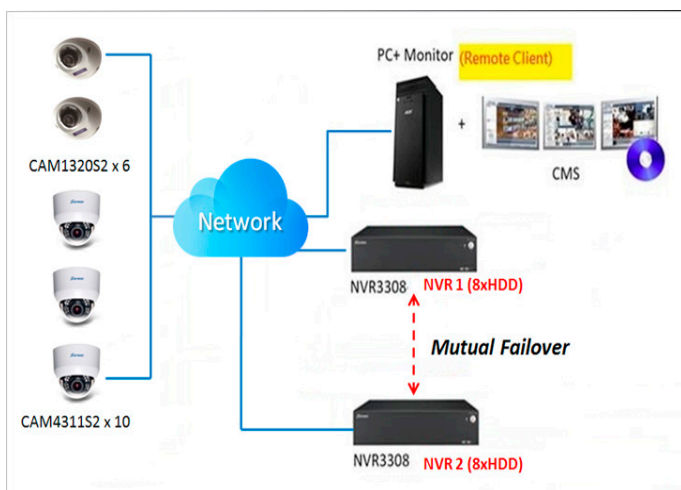 PC+ Monitor (Remote Client)
CAM1320S2 x 6
+
CMS
Network
NVR3308 NVR 1 (8xHDD)
Mutual Failover
CAM4311S2 x 10
NVR3308 NVR 2 (8xHDD)